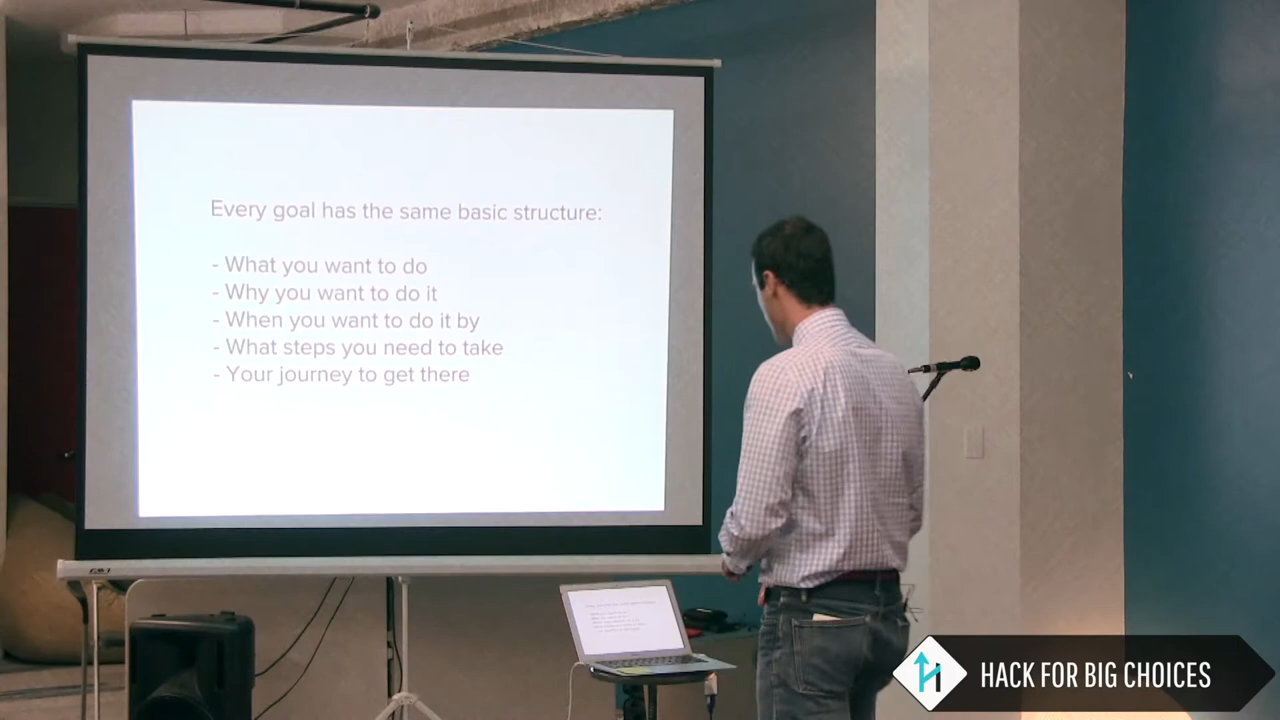 Every goal has the same basic structure:
- What you want to do
- Why you want to do it
- When you want to do it by
- What steps you need to take
- Your journey to get there
HACK FOR BIG CHOICES